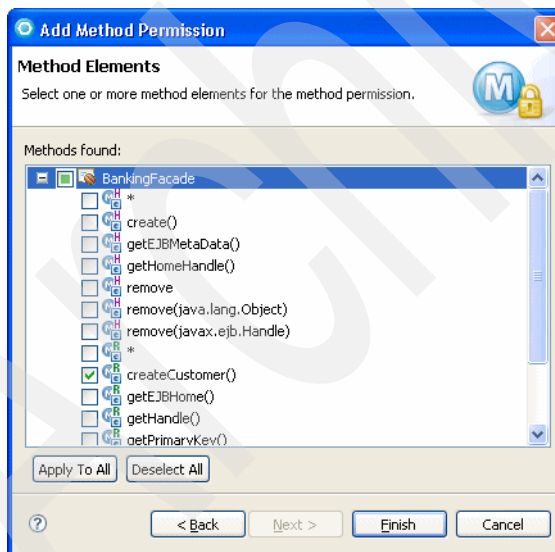 Add Method Permission
Method Elements
Select one or more method elements for the method permission.
Methods found:
BankingFacade
*
create()
getEJBMetaData()
getHomeHandle()
remove
remove(java.lang.Object)
remove(javax.ejb.Handle)
*
createCustomer()
getEJBHome()
getHandle()
getPrimaryKey()
Apply To All Deselect All
< Back Next > Finish Cancel